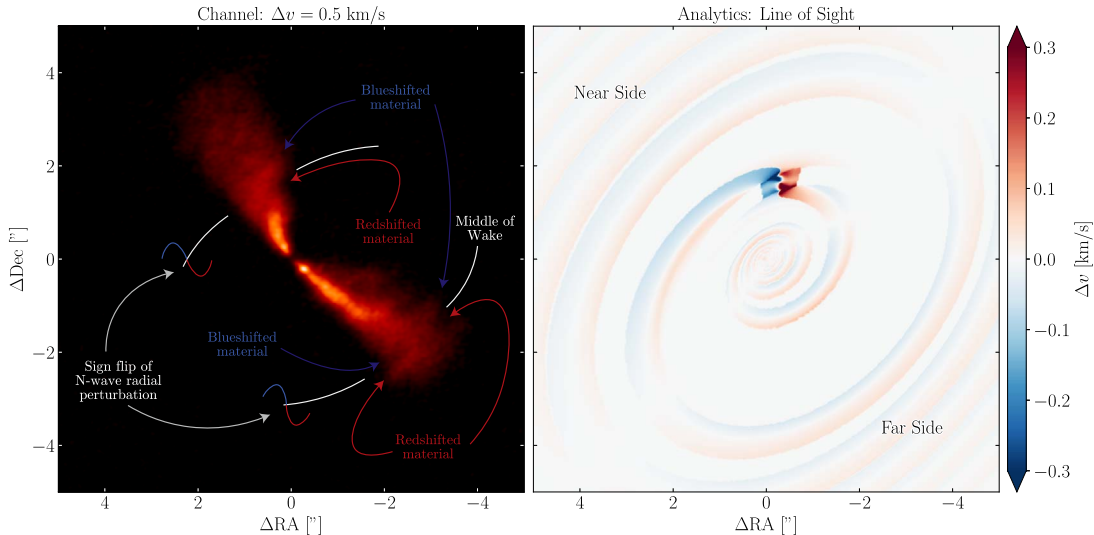 Channel: Δv = 0.5 km/s
Analytics: Line of Sight
ΔDec ["]
4
2
0
−2
−4
Blueshifted
material
Redshifted
material
Middle of
Wake
Blueshifted
material
Sign flip of
N-wave radial
perturbation
Redshifted
material
4
2
0
−2
−4
ΔRA ["]
Near Side
Far Side
4
2
0
−2
−4
ΔRA ["]
0.3
0.2
0.1
0.0
−0.1
−0.2
−0.3
Δv [km/s]